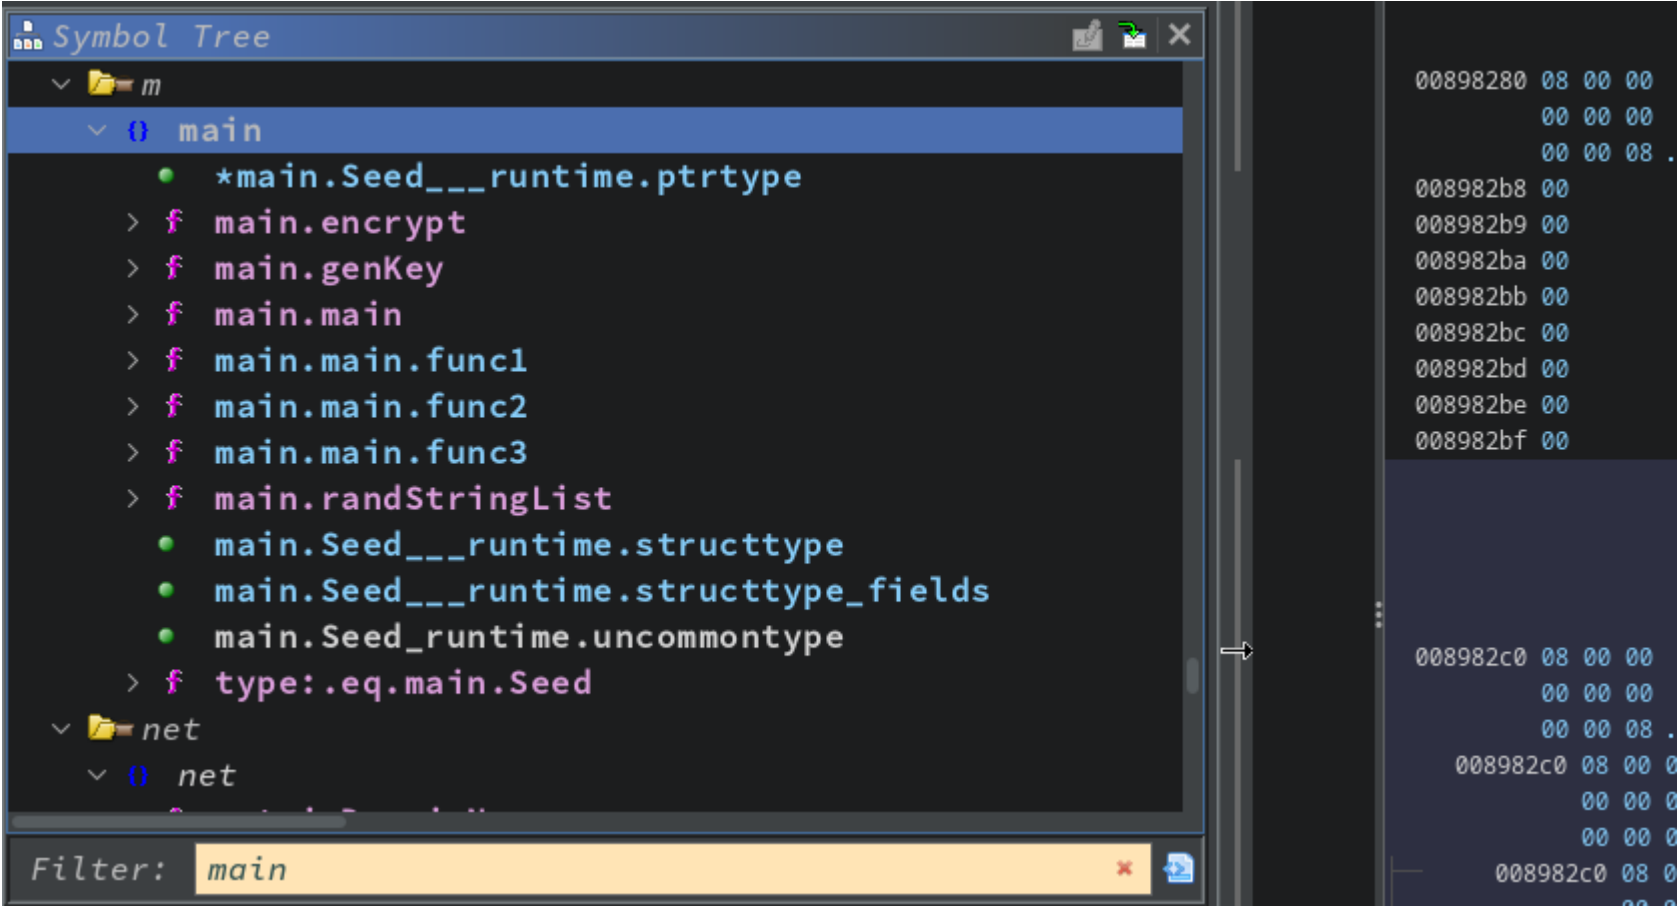 Symbol Tree
m
{} main
*main.Seed___runtime.ptrtype
f main.encrypt
f main.genKey
f main.main
f main.main.func1
f main.main.func2
f main.main.func3
f main.randStringList
main.Seed___runtime.structtype
main.Seed___runtime.structtype_fields
main.Seed_runtime.uncommontype
f type:.eq.main.Seed
net
{} net
Filter: main
00898280 08 00 00
00 00 00
00 00 08 .
008982b8 00
008982b9 00
008982ba 00
008982bb 00
008982bc 00
008982bd 00
008982be 00
008982bf 00
008982c0 08 00 00
00 00 00
00 00 08 .
008982c0 08 00 0
00 00 0
00 00 0
008982c0 08 0